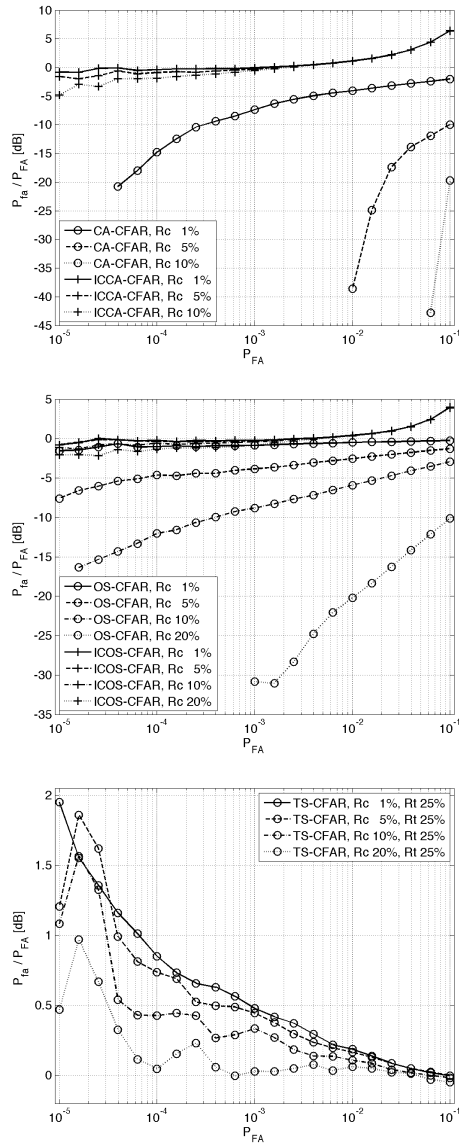 10
5
0
-5
-10
-15
-20
-25
-30
-35
-40
-45
P_fa / P_FA [dB]
CA-CFAR, Rc 1%
CA-CFAR, Rc 5%
CA-CFAR, Rc 10%
ICCA-CFAR, Rc 1%
ICCA-CFAR, Rc 5%
ICCA-CFAR, Rc 10%
10^-5 10^-4 10^-3 10^-2 10^-1
P_FA
5
0
-5
-10
-15
-20
-25
-30
-35
P_fa / P_FA [dB]
OS-CFAR, Rc 1%
OS-CFAR, Rc 5%
OS-CFAR, Rc 10%
OS-CFAR, Rc 20%
ICOS-CFAR, Rc 1%
ICOS-CFAR, Rc 5%
ICOS-CFAR, Rc 10%
ICOS-CFAR, Rc 20%
10^-5 10^-4 10^-3 10^-2 10^-1
P_FA
2
1.5
1
0.5
0
P_fa / P_FA [dB]
TS-CFAR, Rc 1%, Rt 25%
TS-CFAR, Rc 5%, Rt 25%
TS-CFAR, Rc 10%, Rt 25%
TS-CFAR, Rc 20%, Rt 25%
10^-5 10^-4 10^-3 10^-2 10^-1
P_FA